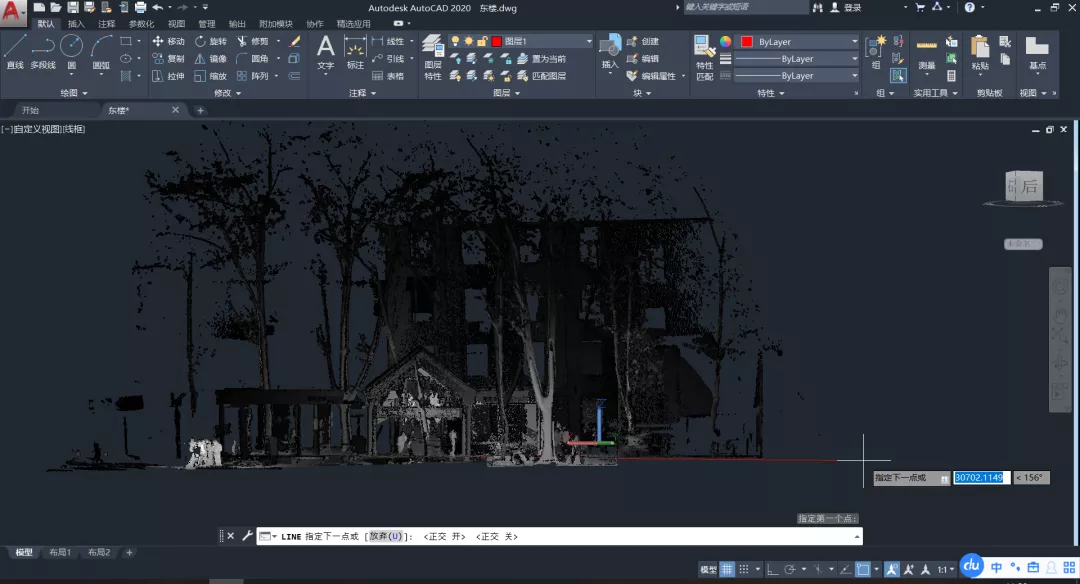 Autodesk AutoCAD 2020 东楼.dwg
键入关键字或短语
登录
默认 插入 注释 参数化 视图 管理 输出 附加模块 协作 精选应用
直线 多段线 圆 圆弧
移动 旋转 修剪
复制 镜像 圆角
拉伸 缩放 阵列
文字 标注
线性
引线
表格
图层特性
图层1
置为当前
匹配图层
插入
创建
编辑
编辑属性
特性匹配
ByLayer
ByLayer
ByLayer
组
测量
粘贴
基点
绘图 修改 注释 图层 块 特性 组 实用工具 剪贴板 视图
开始 东楼*
[-]自定义视图][线框]
后
未命名
指定下一点或 30702.1149 < 156°
指定第一个点:
LINE 指定下一点或 [放弃(U)]: <正交 开> <正交 关>
模型 布局1 布局2 +
模型 1:1
du 中